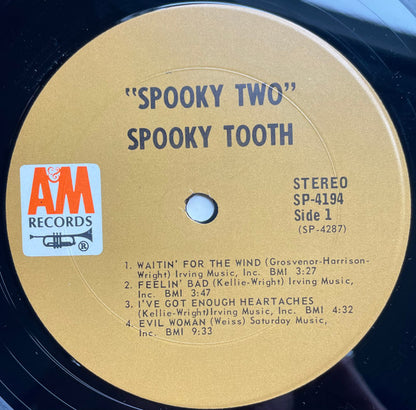 "SPOOKY TWO"
SPOOKY TOOTH
A&M
RECORDS
®
STEREO
SP-4194
Side 1
(SP-4287)
1. WAITIN' FOR THE WIND (Grosvenor-Harrison-
Wright) Irving Music, Inc. BMI 3:27
2. FEELIN' BAD (Kellie-Wright) Irving Music,
Inc. BMI 3:47
3. I'VE GOT ENOUGH HEARTACHES
(Kellie-Wright)Irving Music, Inc. BMI 4:32
4. EVIL WOMAN (Weiss) Saturday Music,
Inc. BMI 9:33